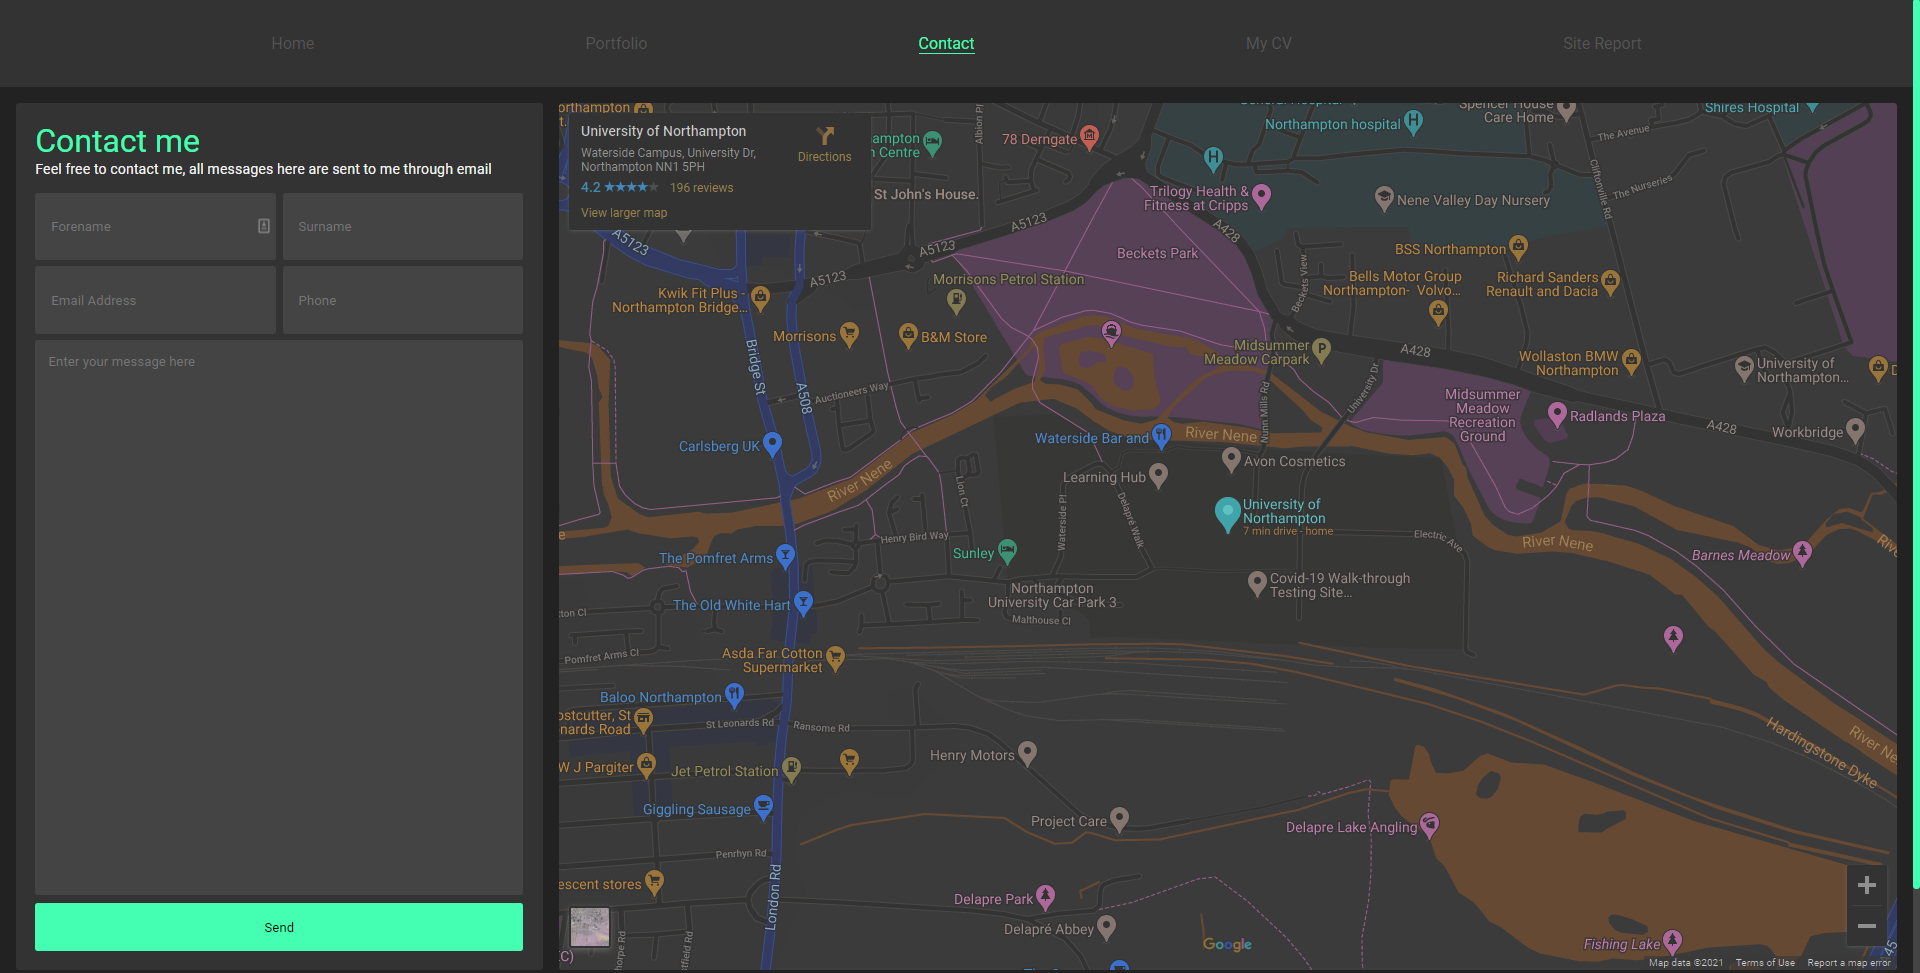 Home
Portfolio
Contact
My CV
Site Report
Contact me
Feel free to contact me, all messages here are sent to me through email
Forename
Surname
Email Address
Phone
Enter your message here
Send
University of Northampton
Waterside Campus, University Dr,
Northampton NN1 5PH
4.2
196 reviews
Directions
View larger map
78 Derngate
Albion Pl
Northampton hospital
Spencer House
Care Home
Shires Hospital
The Avenue
The Nurseries
Cliftonville Rd
St John's House.
Trilogy Health &
Fitness at Cripps
Nene Valley Day Nursery
A5123
A5123
A5123
A5123
A428
Beckets Park
Beckets View
BSS Northampton
Bells Motor Group
Northampton- Volvo...
Richard Sanders
Renault and Dacia
Morrisons Petrol Station
Kwik Fit Plus -
Northampton Bridge...
Morrisons
B&M Store
Midsummer
Meadow Carpark
A428
Wollaston BMW
Northampton
University of
Northampton...
Bridge St
A508
Auctioneers Way
University Dr
Nunn Mills Rd
Midsummer
Meadow
Recreation
Ground
Radlands Plaza
A428
Workbridge
Carlsberg UK
Waterside Bar and
River Nene
River Nene
Avon Cosmetics
Learning Hub
Lion Ct
Waterside Pl
Delapré Walk
University of
Northampton
7 min drive - home
Electric Ave
River Nene
Barnes Meadow
Henry Bird Way
Sunley
The Pomfret Arms
Covid-19 Walk-through
Testing Site...
Northampton
University Car Park 3
Malthouse Cl
The Old White Hart
Pomfret Arms Cl
Asda Far Cotton
Supermarket
Baloo Northampton
St Leonards Rd
Ransome Rd
Hardingstone Dyke
W J Pargiter
Jet Petrol Station
Henry Motors
Giggling Sausage
Project Care
Delapre Lake Angling
Penrhyn Rd
London Rd
Delapre Park
Delapré Abbey
Google
Fishing Lake
Map data ©2021
Terms of Use
Report a map error